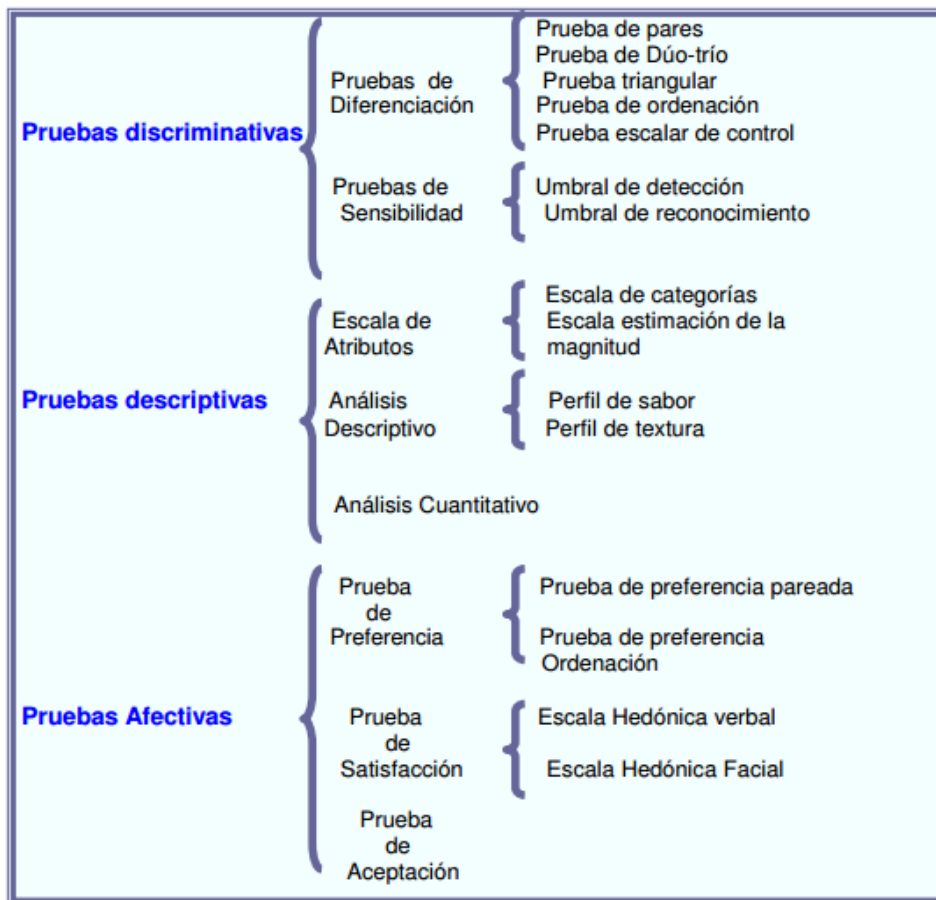 Pruebas discriminativas
Pruebas de
Diferenciación
Prueba de pares
Prueba de Dúo-trío
Prueba triangular
Prueba de ordenación
Prueba escalar de control
Pruebas de
Sensibilidad
Umbral de detección
Umbral de reconocimiento
Pruebas descriptivas
Escala de
Atributos
Escala de categorías
Escala estimación de la
magnitud
Análisis
Descriptivo
Perfil de sabor
Perfil de textura
Análisis Cuantitativo
Pruebas Afectivas
Prueba
de
Preferencia
Prueba de preferencia pareada
Prueba de preferencia
Ordenación
Prueba
de
Satisfacción
Escala Hedónica verbal
Escala Hedónica Facial
Prueba
de
Aceptación